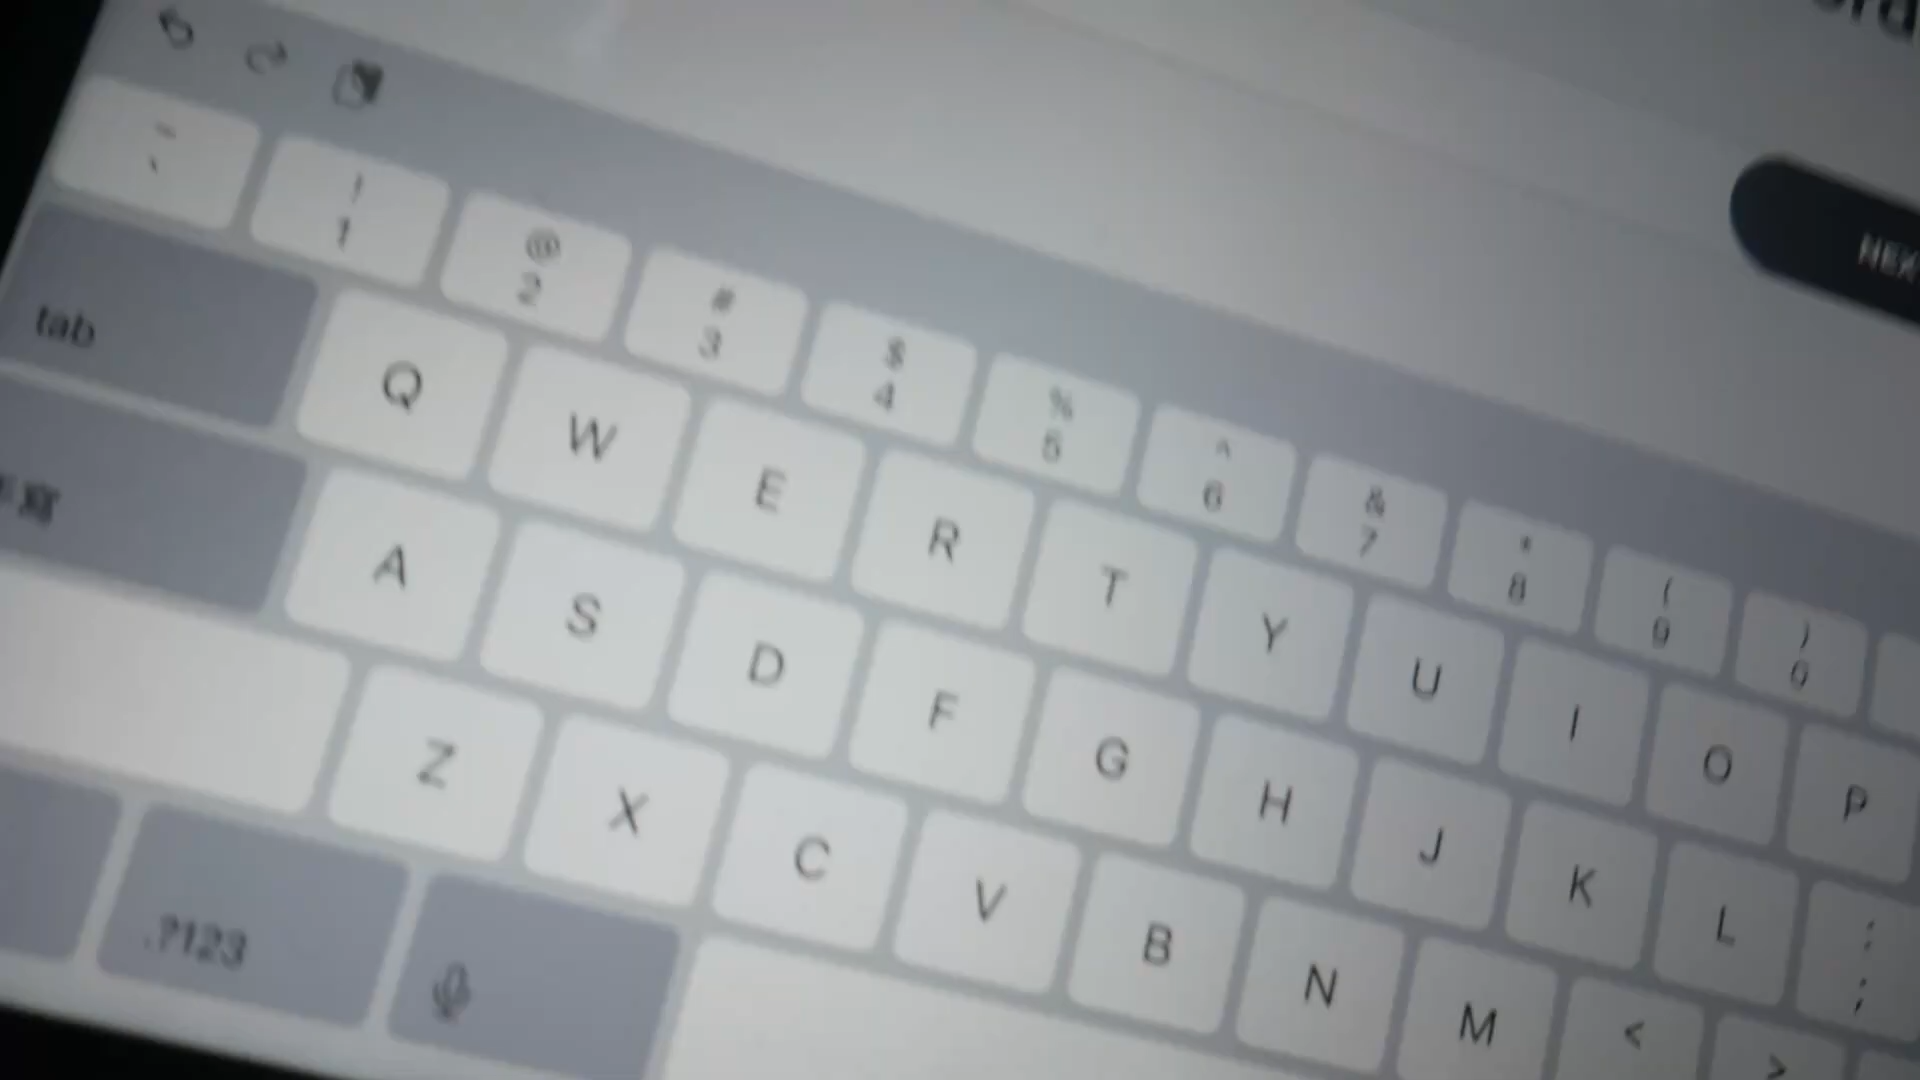 ~ ! @ # $ % ^ & * ( )
` 1 2 3 4 5 6 7 8 9 0
tab Q W E R T Y U I O P
A S D F G H J K L : ;
Z X C V B N M < >
.?123